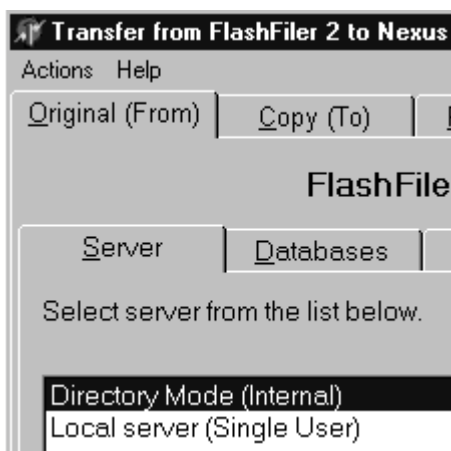 Transfer from FlashFiler 2 to Nexus
Actions Help
Original (From) Copy (To)
FlashFile
Server Databases
Select server from the list below.
Directory Mode (Internal)
Local server (Single User)